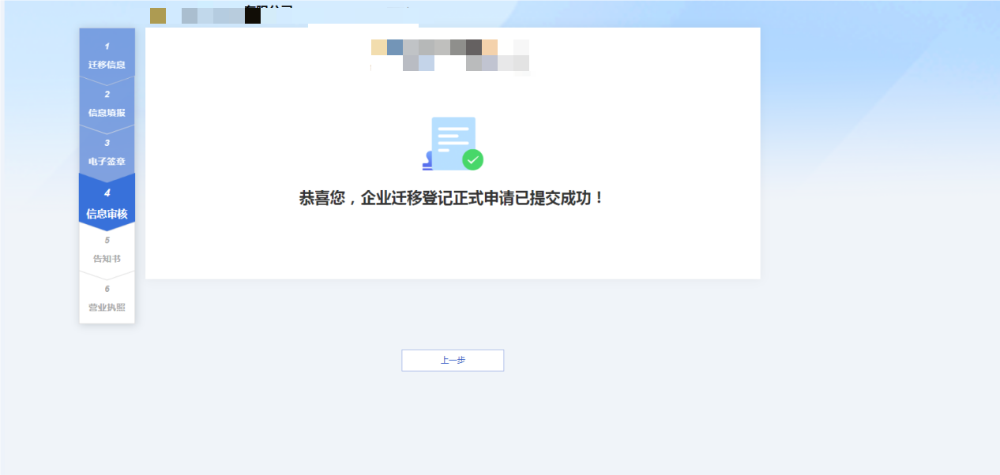 1
迁移信息
2
信息填报
3
电子签章
4
信息审核
5
告知书
6
营业执照
恭喜您，企业迁移登记正式申请已提交成功！
上一步